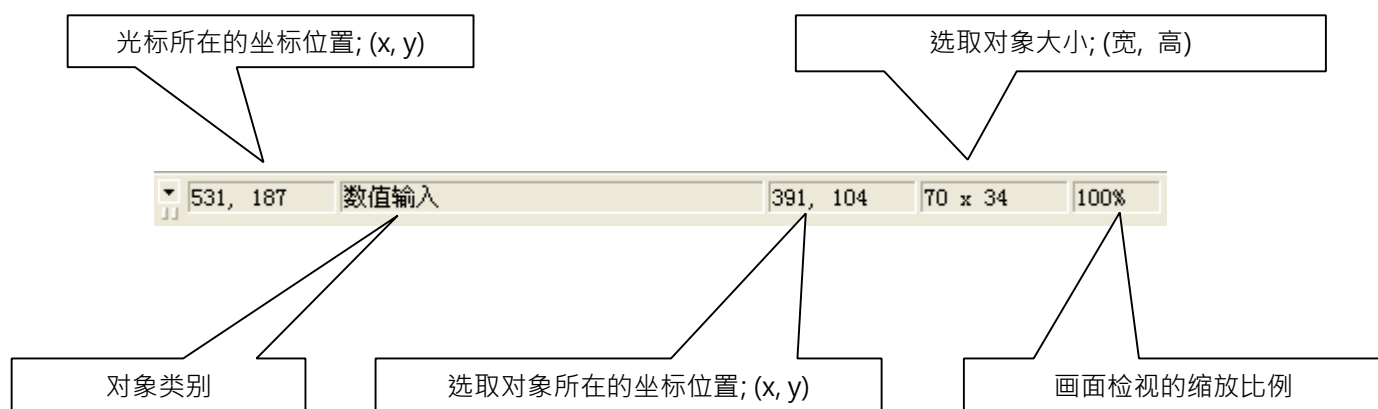 光标所在的坐标位置; (x, y)
选取对象大小; (宽, 高)
531, 187 数值输入 391, 104 70 x 34 100%
对象类别
选取对象所在的坐标位置; (x, y)
画面检视的缩放比例